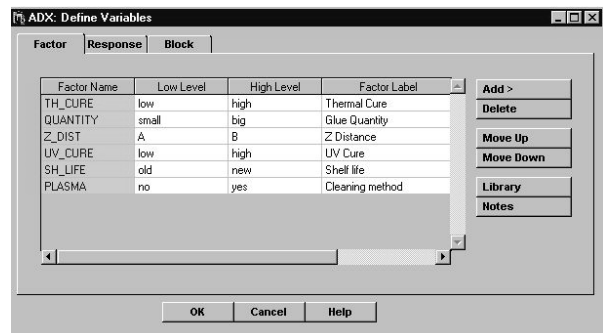 ADX: Define Variables
Factor Response Block
Factor Name Low Level High Level Factor Label
TH_CURE low high Thermal Cure
QUANTITY small big Glue Quantity
Z_DIST A B Z Distance
UV_CURE low high UV Cure
SH_LIFE old new Shelf life
PLASMA no yes Cleaning method
Add >
Delete
Move Up
Move Down
Library
Notes
OK Cancel Help